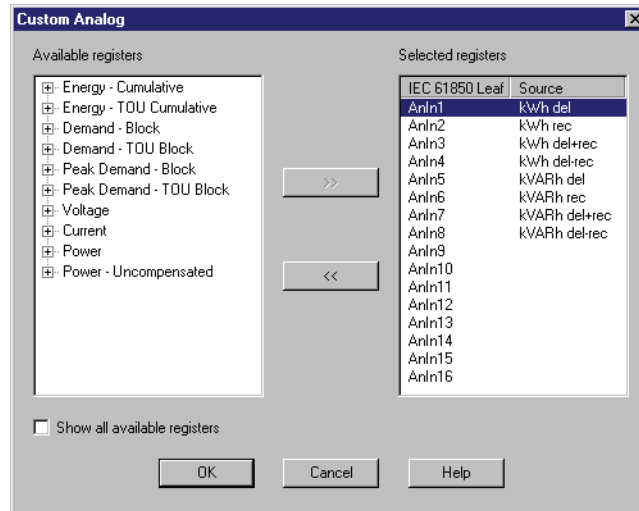 Custom Analog
Available registers
Energy - Cumulative
Energy - TOU Cumulative
Demand - Block
Demand - TOU Block
Peak Demand - Block
Peak Demand - TOU Block
Voltage
Current
Power
Power - Uncompensated
>>
<<
Selected registers
IEC 61850 Leaf Source
AnIn1 kWh del
AnIn2 kWh rec
AnIn3 kWh del+rec
AnIn4 kWh del-rec
AnIn5 kVARh del
AnIn6 kVARh rec
AnIn7 kVARh del+rec
AnIn8 kVARh del-rec
AnIn9
AnIn10
AnIn11
AnIn12
AnIn13
AnIn14
AnIn15
AnIn16
Show all available registers
OK Cancel Help